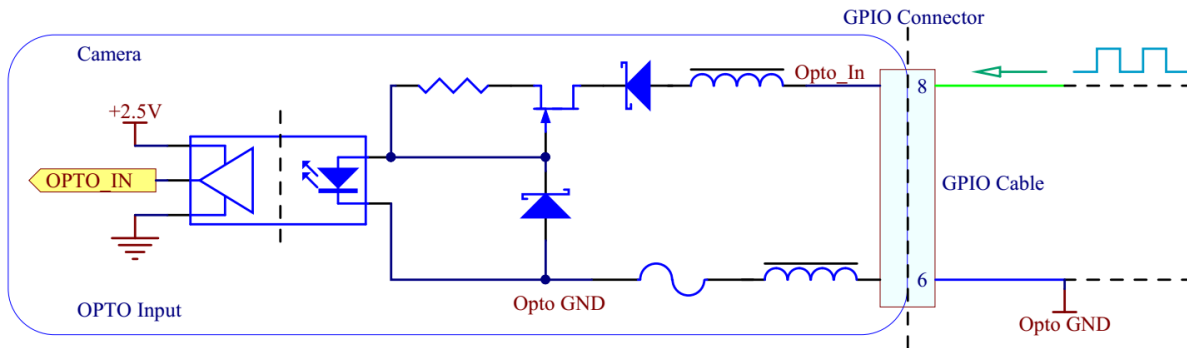 GPIO Connector
Camera
Opto_In
+2.5V
8
OPTO_IN
GPIO Cable
6
Opto GND
OPTO Input
Opto GND